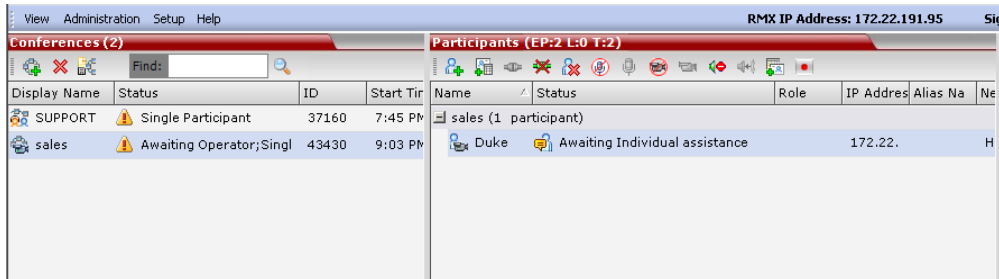 View Administration Setup Help RMX IP Address: 172.22.191.95
Conferences (2)
Find:
Display Name Status ID Start Tir
SUPPORT Single Participant 37160 7:45 PM
sales Awaiting Operator;Singl 43430 9:03 PM
Participants (EP:2 L:0 T:2)
Name Status Role IP Addres Alias Na Ne
sales (1 participant)
Duke Awaiting Individual assistance 172.22. H